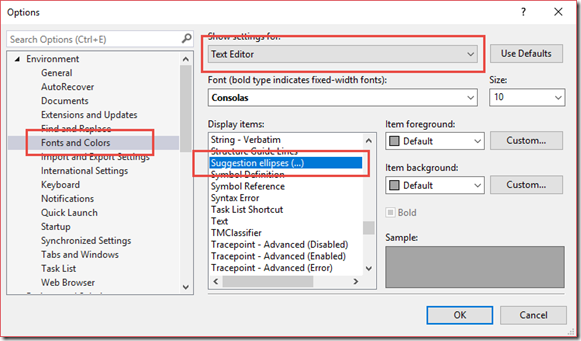 Options
? ×
Search Options (Ctrl+E)
Environment
General
AutoRecover
Documents
Extensions and Updates
Find and Replace
Fonts and Colors
Import and Export Settings
International Settings
Keyboard
Notifications
Quick Launch
Startup
Synchronized Settings
Tabs and Windows
Task List
Web Browser
Show settings for:
Text Editor
Use Defaults
Font (bold type indicates fixed-width fonts):
Size:
Consolas
10
Display items:
String - Verbatim
Structure Guide Lines
Suggestion ellipses (...)
Symbol Definition
Symbol Reference
Syntax Error
Task List Shortcut
Text
TMClassifier
Tracepoint - Advanced (Disabled)
Tracepoint - Advanced (Enabled)
Tracepoint - Advanced (Error)
Item foreground:
Default
Custom...
Item background:
Default
Custom...
Bold
Sample:
OK
Cancel